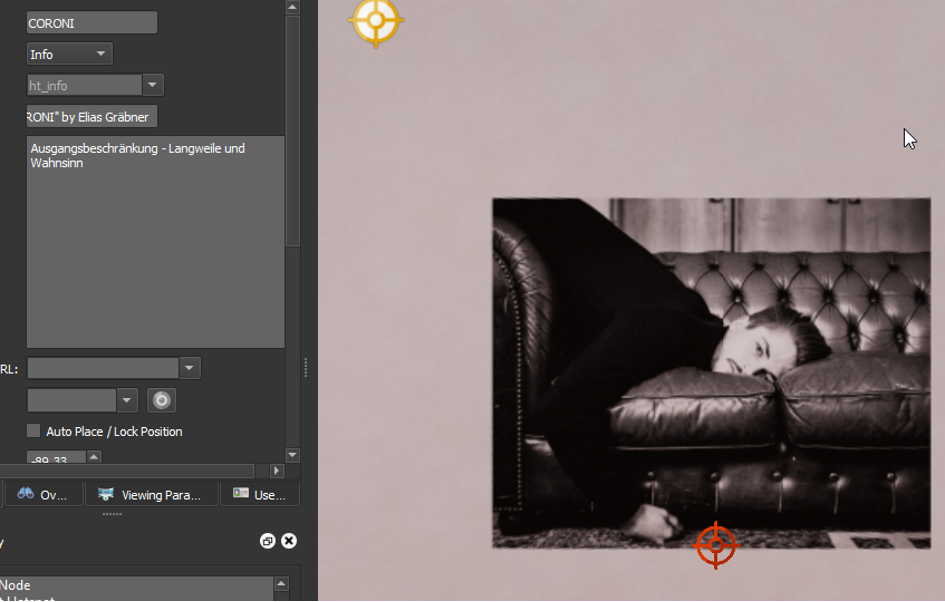 CORONI
Info
ht_info
RONI" by Elias Gräbner
Ausgangsbeschränkung - Langweile und
Wahnsinn
RL:
Auto Place / Lock Position
-89,33
Ov...
Viewing Para...
Use...
y
Node
t Hotspot